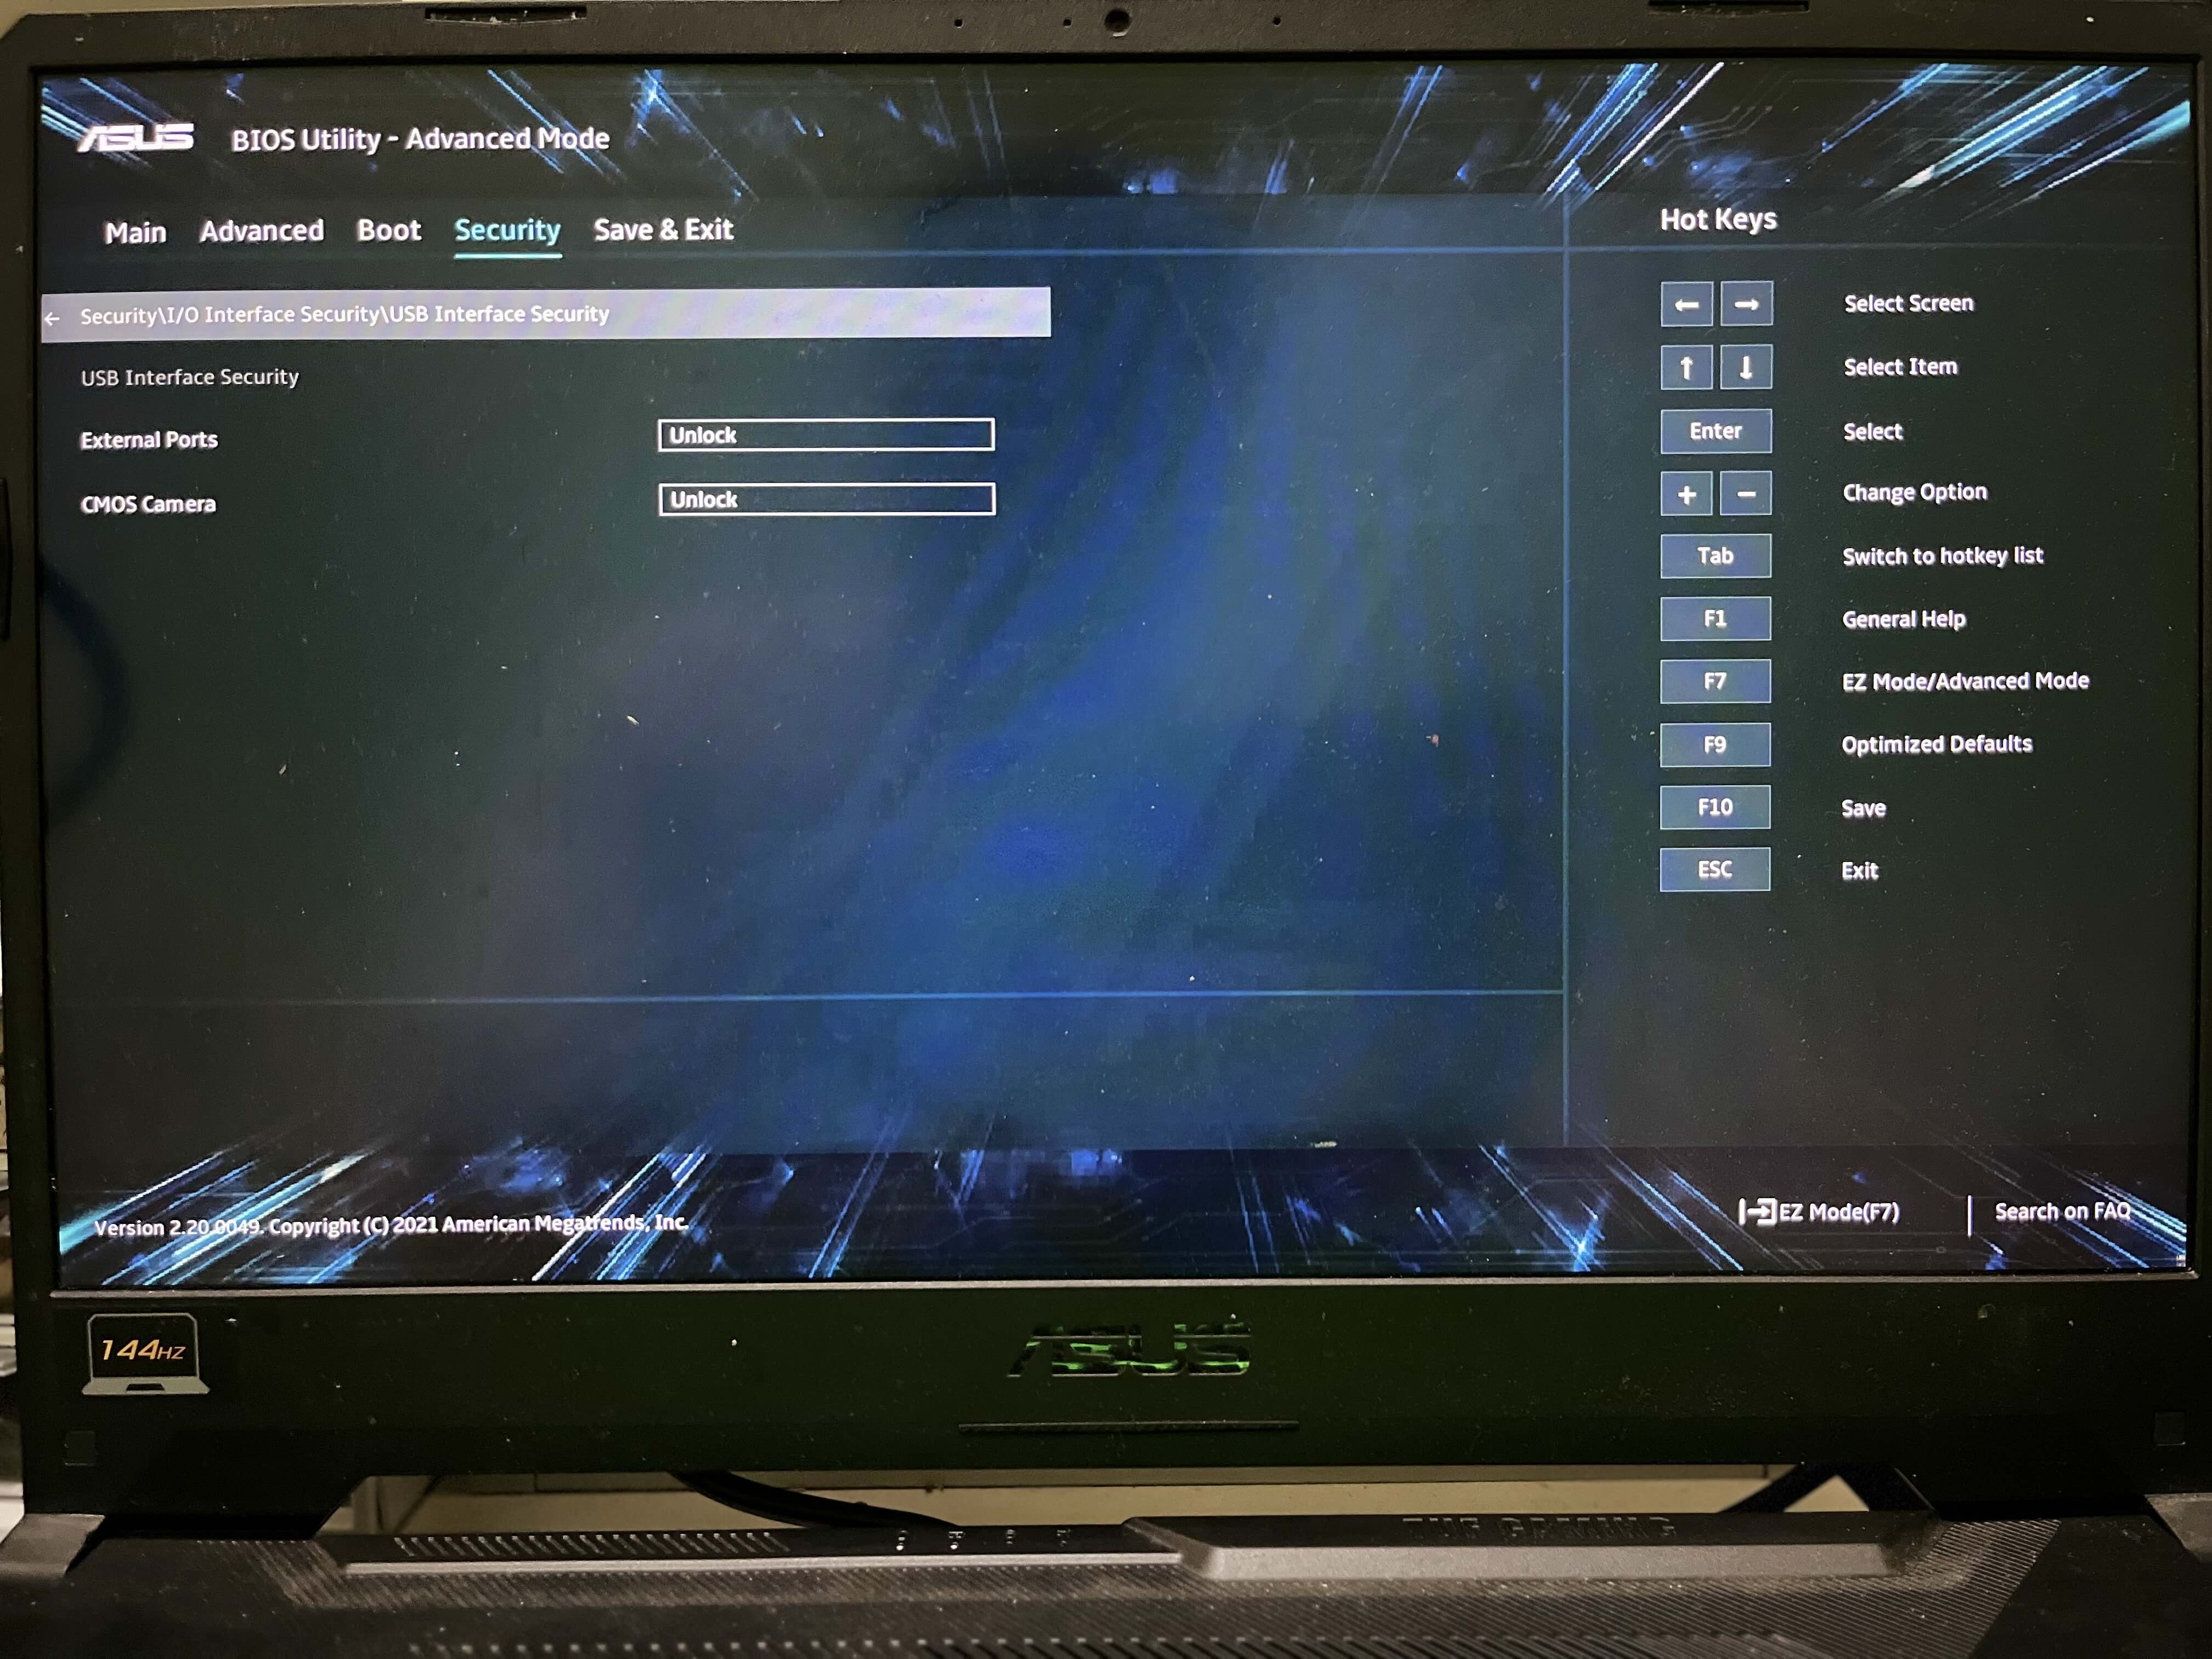 ASUS BIOS Utility - Advanced Mode
Main Advanced Boot Security Save & Exit
← Security\I/O Interface Security\USB Interface Security
USB Interface Security
External Ports Unlock
CMOS Camera Unlock
Hot Keys
← → Select Screen
↑ ↓ Select Item
Enter Select
+ − Change Option
Tab Switch to hotkey list
F1 General Help
F7 EZ Mode/Advanced Mode
F9 Optimized Defaults
F10 Save
ESC Exit
Version 2.20.0049. Copyright (C) 2021 American Megatrends, Inc.
EZ Mode(F7) | Search on FAQ
144HZ
ASUS
TUF GAMING